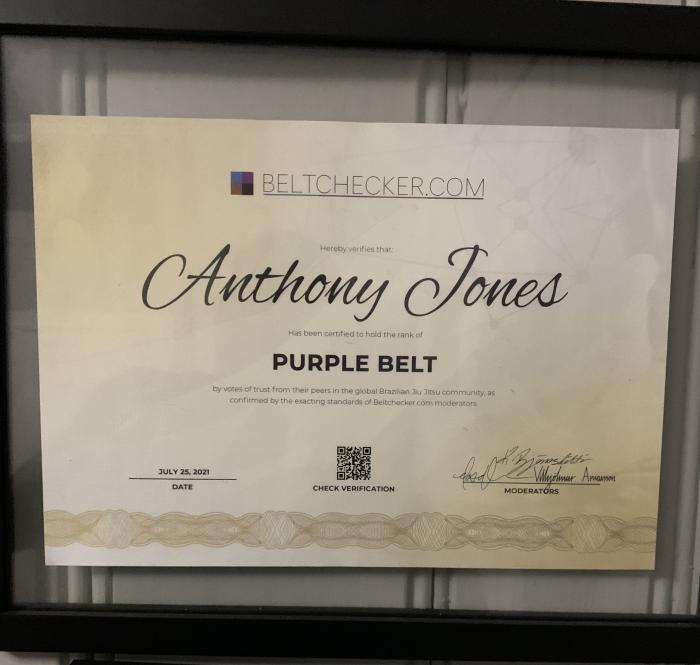 BELTCHECKER.COM
Hereby verifies that:
Anthony Jones
Has been certified to hold the rank of
PURPLE BELT
by votes of trust from their peers in the global Brazilian Jiu Jitsu community, as
confirmed by the exacting standards of Beltchecker.com moderators.
JULY 25, 2021
DATE
CHECK VERIFICATION
MODERATORS